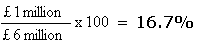 £1 million
£6 million x 100 = 16.7%